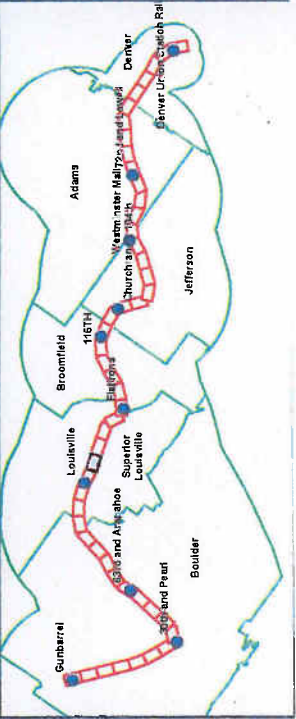 Gunbarrel
30th and Pearl
Boulder
63rd and Arapahoe
Louisville
Superior
Louisville
Flatirons
Broomfield
116TH
Church and 104th
Westminster Mall
72nd and Lowell
Adams
Jefferson
Denver
Denver Union Station Rail